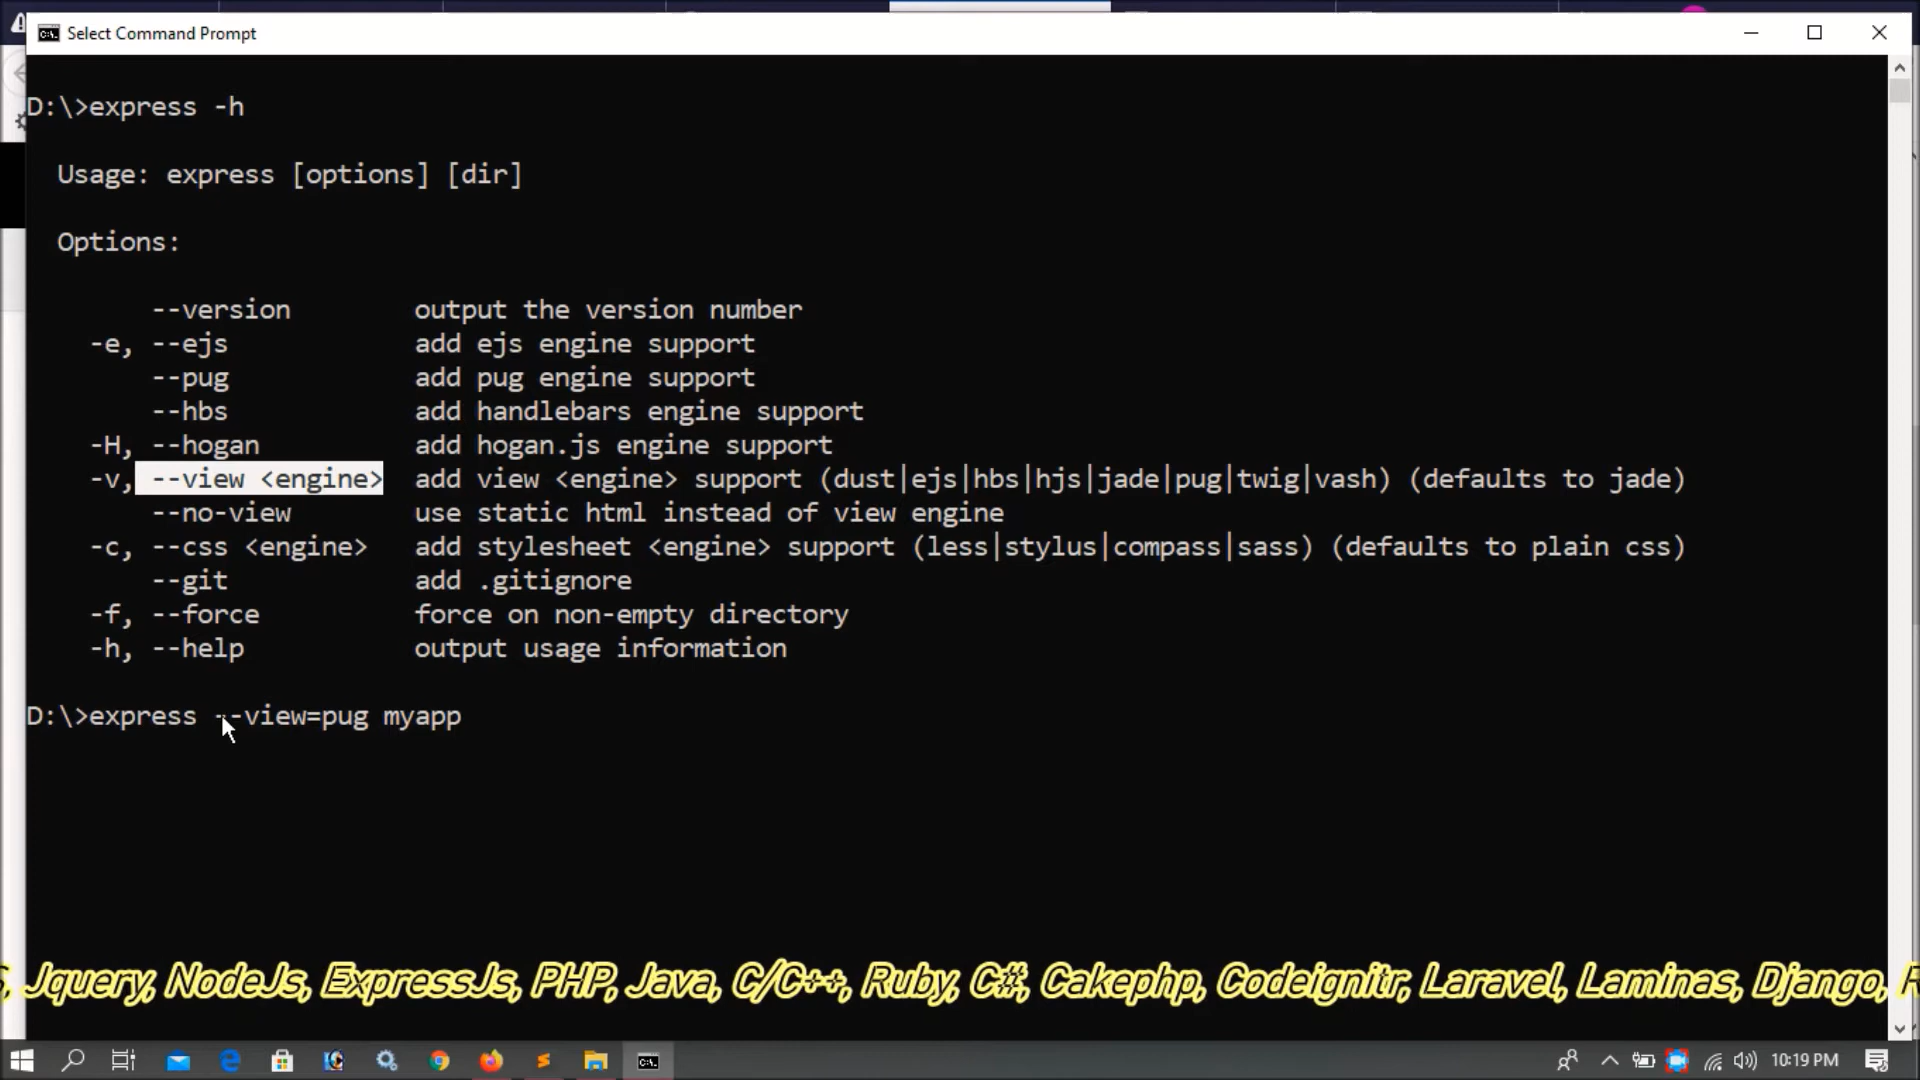 Select Command Prompt
D:\>express -h
Usage: express [options] [dir]
Options:
--version output the version number
-e, --ejs add ejs engine support
--pug add pug engine support
--hbs add handlebars engine support
-H, --hogan add hogan.js engine support
-v, --view <engine> add view <engine> support (dust|ejs|hbs|hjs|jade|pug|twig|vash) (defaults to jade)
--no-view use static html instead of view engine
-c, --css <engine> add stylesheet <engine> support (less|stylus|compass|sass) (defaults to plain css)
--git add .gitignore
-f, --force force on non-empty directory
-h, --help output usage information
D:\>express --view=pug myapp
Jquery, NodeJs, ExpressJs, PHP, Java, C/C++, Ruby, C#, Cakephp, Codeignitr, Laravel, Laminas, Django,
10:19 PM